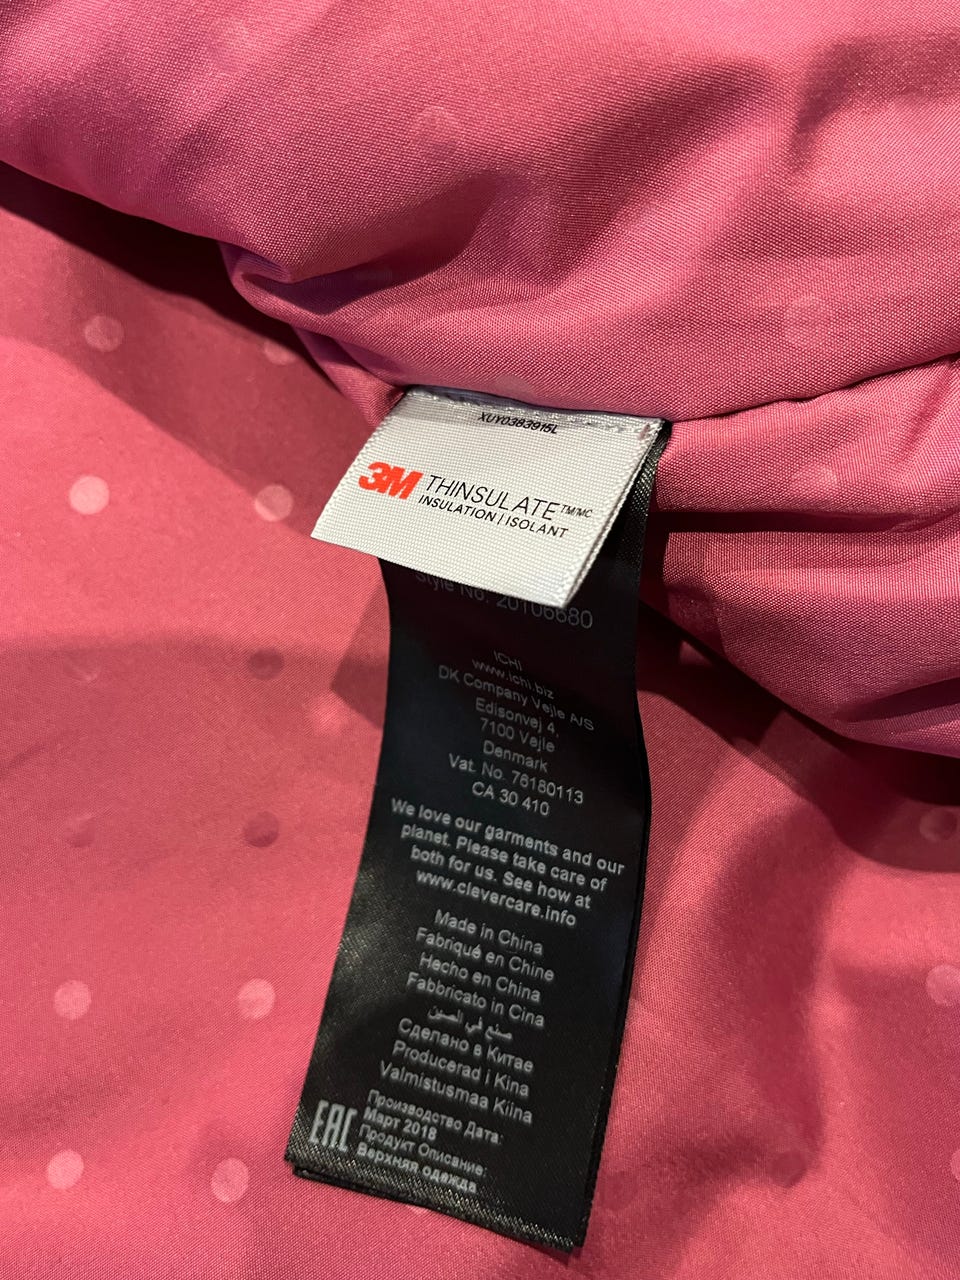 XUY0383915L
3M THINSULATE™/MC
INSULATION | ISOLANT
Style No. 20106680
ICHI
www.ichi.biz
DK Company Vejle A/S
Edisonvej 4,
7100 Vejle
Denmark
Vat. No. 76180113
CA 30 410
We love our garments and our
planet. Please take care of
both for us. See how at
www.clevercare.info
Made in China
Fabriqué en Chine
Hecho en China
Fabbricato in Cina
صنع في الصين
Сделано в Китае
Producerad i Kina
Valmistusmaa Kiina
EAC
Производство Дата:
Март 2018
Продукт Описание:
Верхняя одежда